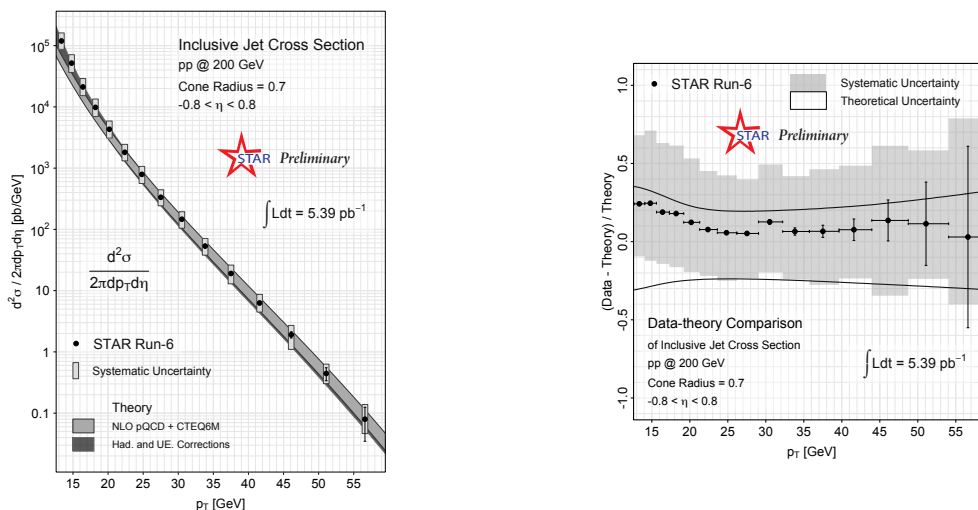 Inclusive Jet Cross Section
pp @ 200 GeV
Cone Radius = 0.7
-0.8 < η < 0.8
STAR Preliminary
∫Ldt = 5.39 pb⁻¹
d²σ
2πdp_Tdη
STAR Run-6
Systematic Uncertainty
Theory
NLO pQCD + CTEQ6M
Had. and UE. Corrections
d²σ / 2πdp_Tdη [pb/GeV]
10⁵
10⁴
10³
10²
10
1
0.1
15 20 25 30 35 40 45 50 55
p_T [GeV]
STAR Run-6
Systematic Uncertainty
Theoretical Uncertainty
STAR Preliminary
(Data - Theory) / Theory
1.0
0.5
0.0
-0.5
-1.0
Data-theory Comparison
of Inclusive Jet Cross Section
pp @ 200 GeV
Cone Radius = 0.7
-0.8 < η < 0.8
∫Ldt = 5.39 pb⁻¹
15 20 25 30 35 40 45 50 55
p_T [GeV]